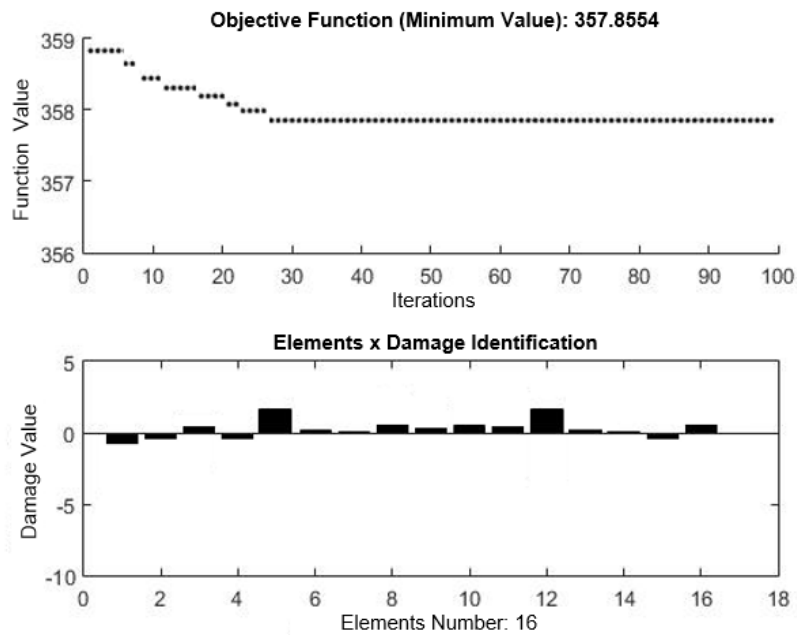 Objective Function (Minimum Value): 357.8554
359
358
357
356
Function Value
0 10 20 30 40 50 60 70 80 90 100
Iterations
Elements x Damage Identification
5
0
-5
-10
Damage Value
0 2 4 6 8 10 12 14 16 18
Elements Number: 16